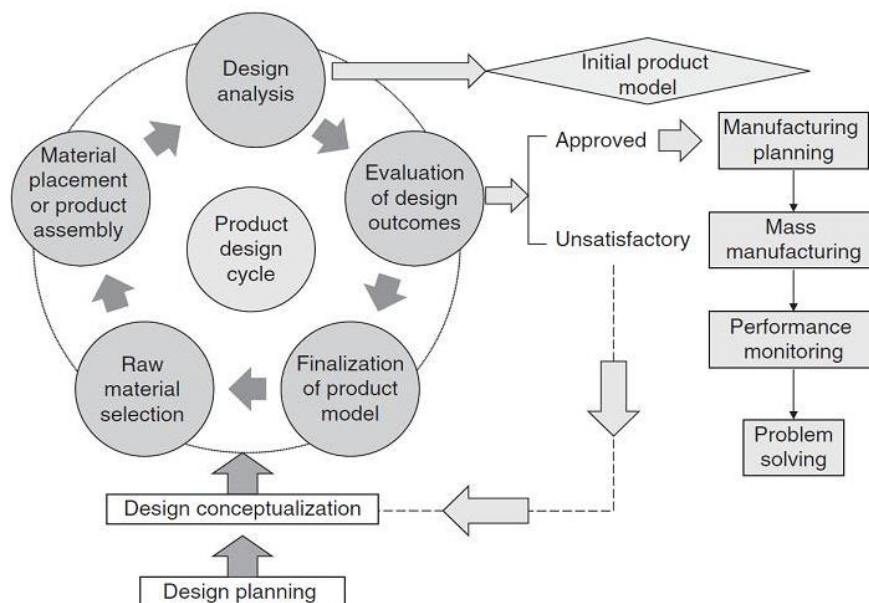 Design
analysis
Initial product
model
Material
placement
or product
assembly
Evaluation
of design
outcomes
Approved
Manufacturing
planning
Product
design
cycle
Unsatisfactory
Mass
manufacturing
Raw
material
selection
Finalization
of product
model
Performance
monitoring
Problem
solving
Design conceptualization
Design planning